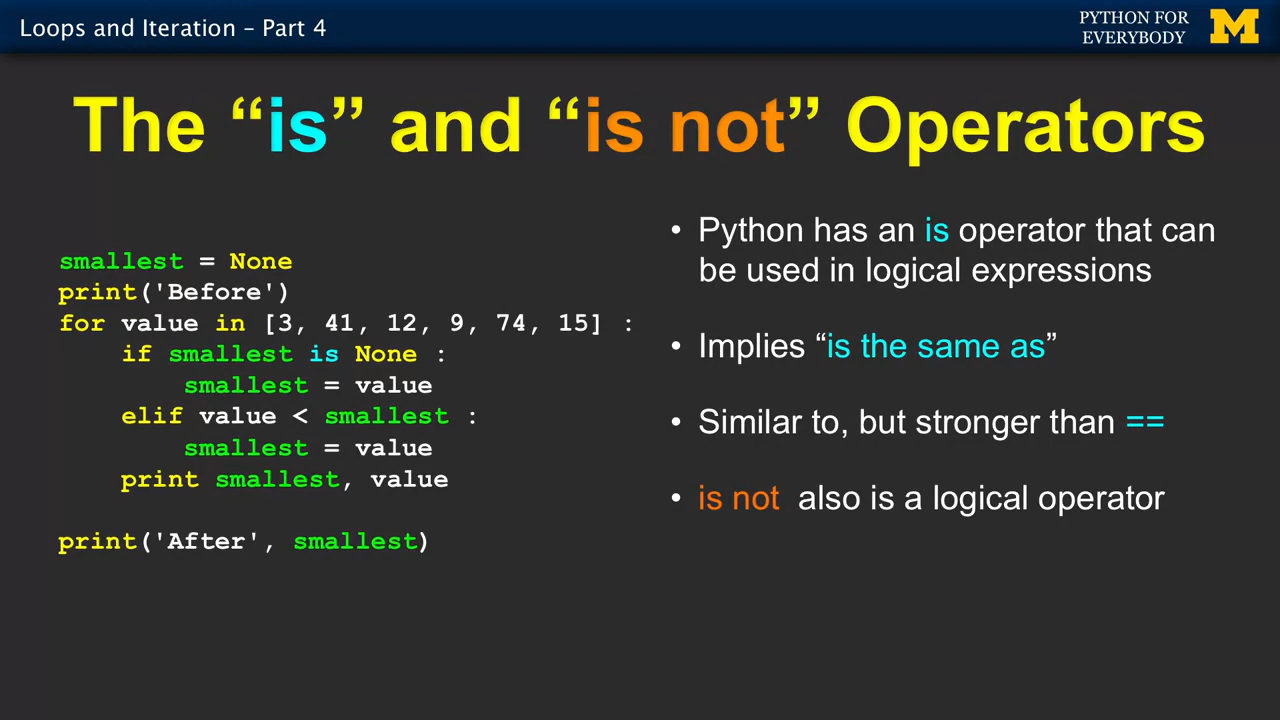 Loops and Iteration – Part 4
PYTHON FOR
EVERYBODY
M
The “is” and “is not” Operators
smallest = None
print('Before')
for value in [3, 41, 12, 9, 74, 15] :
    if smallest is None :
        smallest = value
    elif value < smallest :
        smallest = value
    print smallest, value
print('After', smallest)
• Python has an is operator that can
be used in logical expressions
• Implies “is the same as”
• Similar to, but stronger than ==
• is not also is a logical operator